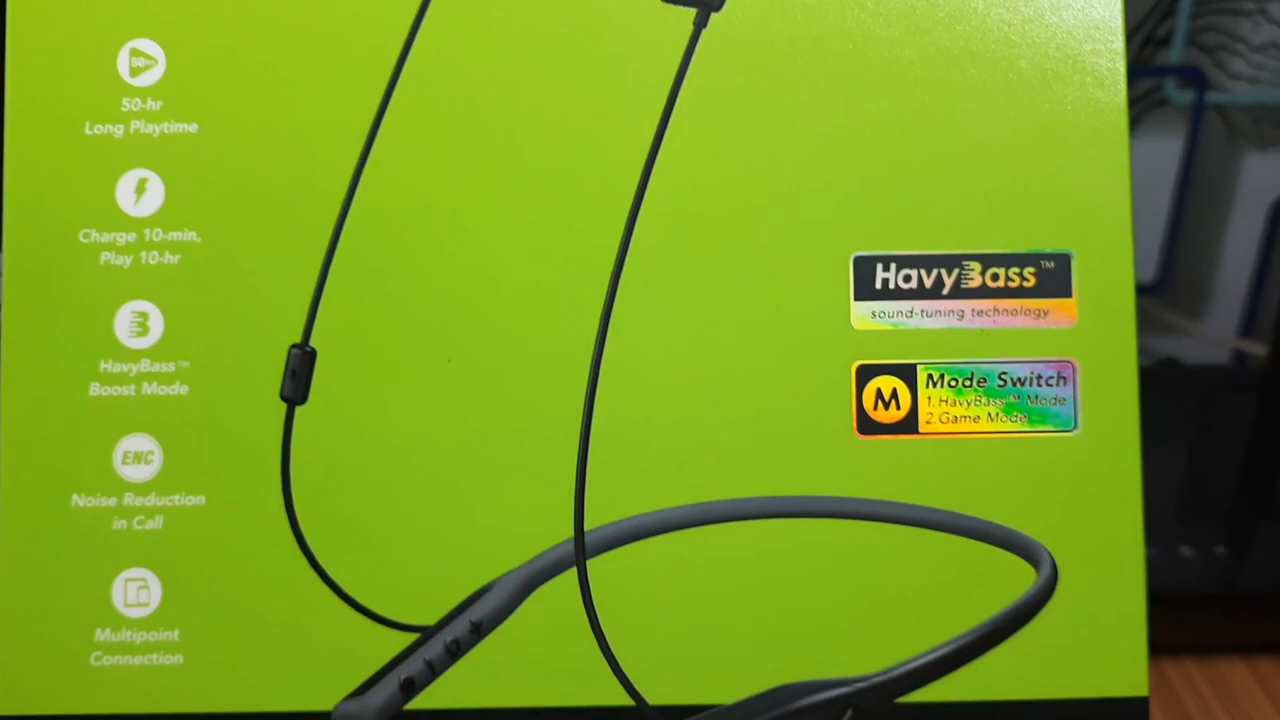 50hrs
50-hr
Long Playtime
Charge 10-min,
Play 10-hr
HavyBass™
Boost Mode
ENC
Noise Reduction
in Call
Multipoint
Connection
HavyBass™
sound-tuning technology
M
Mode Switch
1.HavyBass™ Mode
2.Game Mode